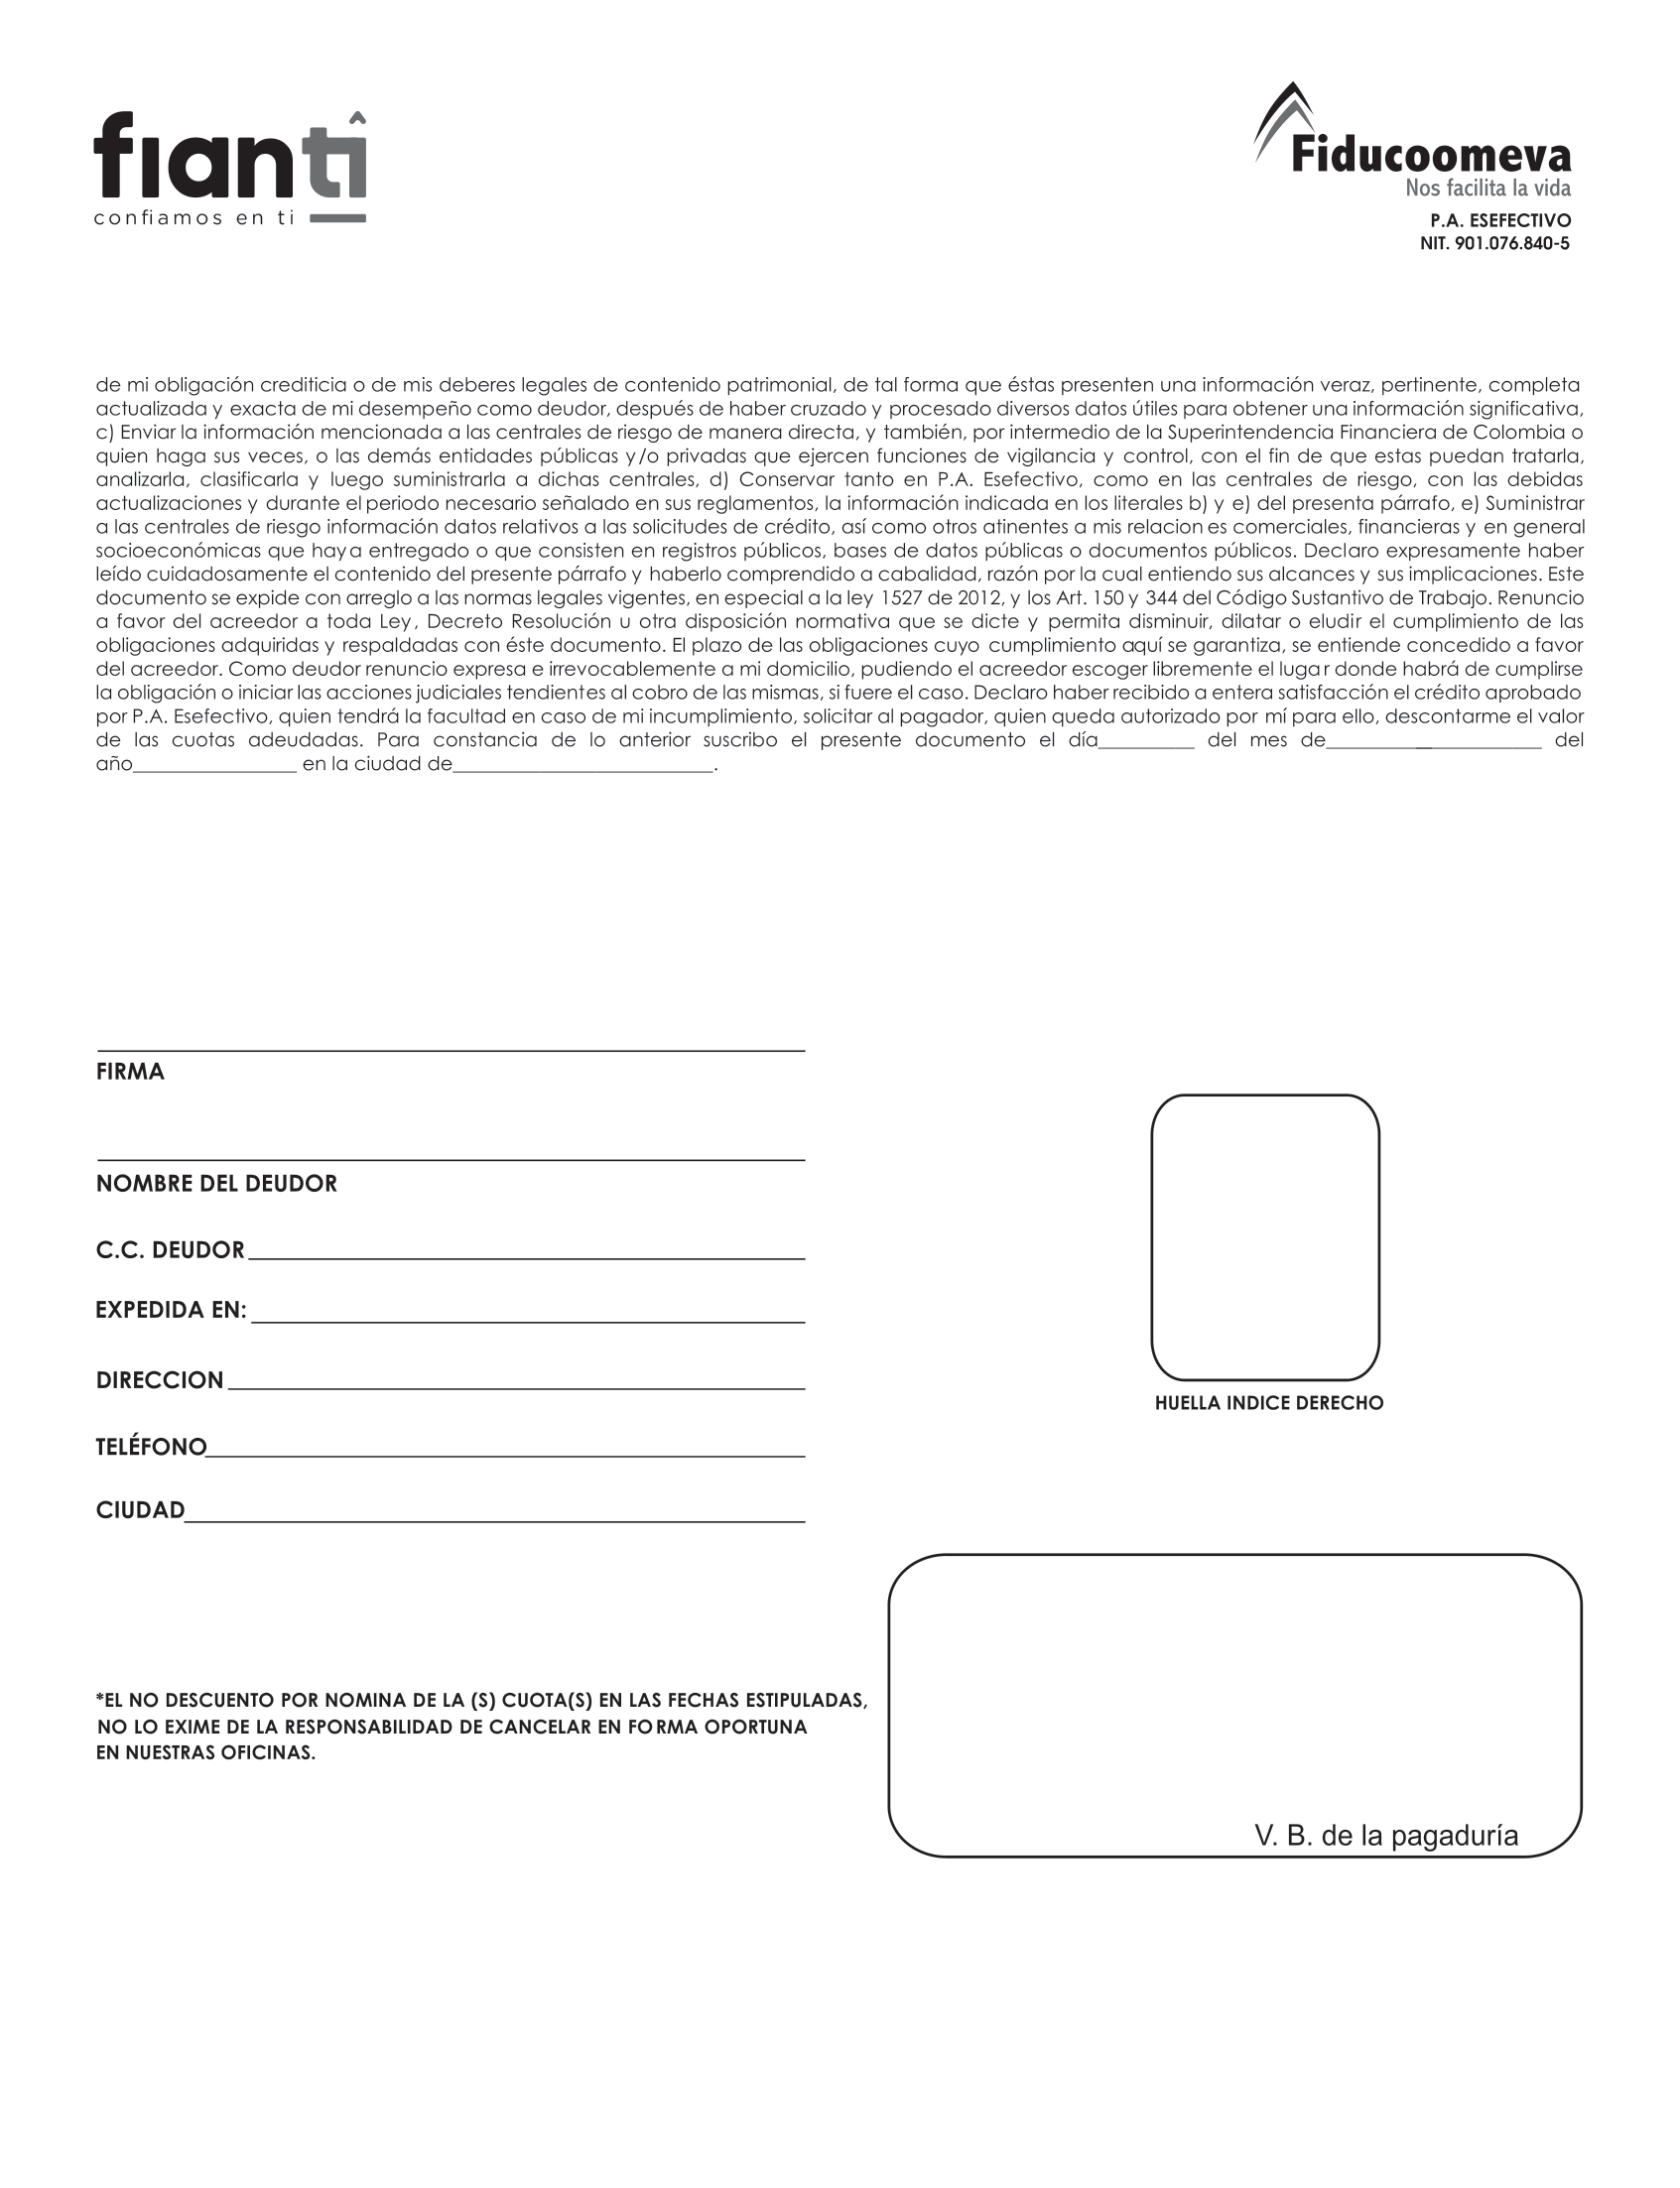 fianti
confiamos en ti
Fiducoomeva
Nos facilita la vida
P.A. ESEFECTIVO
NIT. 901.076.840-5
de mi obligación crediticia o de mis deberes legales de contenido patrimonial, de tal forma que éstas presenten una información veraz, pertinente, completa
actualizada y exacta de mi desempeño como deudor, después de haber cruzado y procesado diversos datos útiles para obtener una información significativa,
c) Enviar la información mencionada a las centrales de riesgo de manera directa, y también, por intermedio de la Superintendencia Financiera de Colombia o
quien haga sus veces, o las demás entidades públicas y/o privadas que ejercen funciones de vigilancia y control, con el fin de que estas puedan tratarla,
analizarla, clasificarla y luego suministrarla a dichas centrales, d) Conservar tanto en P.A. Esefectivo, como en las centrales de riesgo, con las debidas
actualizaciones y durante el periodo necesario señalado en sus reglamentos, la información indicada en los literales b) y e) del presenta párrafo, e) Suministrar
a las centrales de riesgo información datos relativos a las solicitudes de crédito, así como otros atinentes a mis relacion es comerciales, financieras y en general
socioeconómicas que haya entregado o que consisten en registros públicos, bases de datos públicas o documentos públicos. Declaro expresamente haber
leído cuidadosamente el contenido del presente párrafo y haberlo comprendido a cabalidad, razón por la cual entiendo sus alcances y sus implicaciones. Este
documento se expide con arreglo a las normas legales vigentes, en especial a la ley 1527 de 2012, y los Art. 150 y 344 del Código Sustantivo de Trabajo. Renuncio
a favor del acreedor a toda Ley, Decreto Resolución u otra disposición normativa que se dicte y permita disminuir, dilatar o eludir el cumplimiento de las
obligaciones adquiridas y respaldadas con éste documento. El plazo de las obligaciones cuyo cumplimiento aquí se garantiza, se entiende concedido a favor
del acreedor. Como deudor renuncio expresa e irrevocablemente a mi domicilio, pudiendo el acreedor escoger libremente el lugar donde habrá de cumplirse
la obligación o iniciar las acciones judiciales tendientes al cobro de las mismas, si fuere el caso. Declaro haber recibido a entera satisfacción el crédito aprobado
por P.A. Esefectivo, quien tendrá la facultad en caso de mi incumplimiento, solicitar al pagador, quien queda autorizado por mí para ello, descontarme el valor
de las cuotas adeudadas. Para constancia de lo anterior suscribo el presente documento el día__________ del mes de______________________ del
año_________________ en la ciudad de___________________________.
FIRMA
NOMBRE DEL DEUDOR
C.C. DEUDOR
EXPEDIDA EN:
DIRECCION
HUELLA INDICE DERECHO
TELÉFONO
CIUDAD
*EL NO DESCUENTO POR NOMINA DE LA (S) CUOTA(S) EN LAS FECHAS ESTIPULADAS,
NO LO EXIME DE LA RESPONSABILIDAD DE CANCELAR EN FORMA OPORTUNA
EN NUESTRAS OFICINAS.
V. B. de la pagaduría